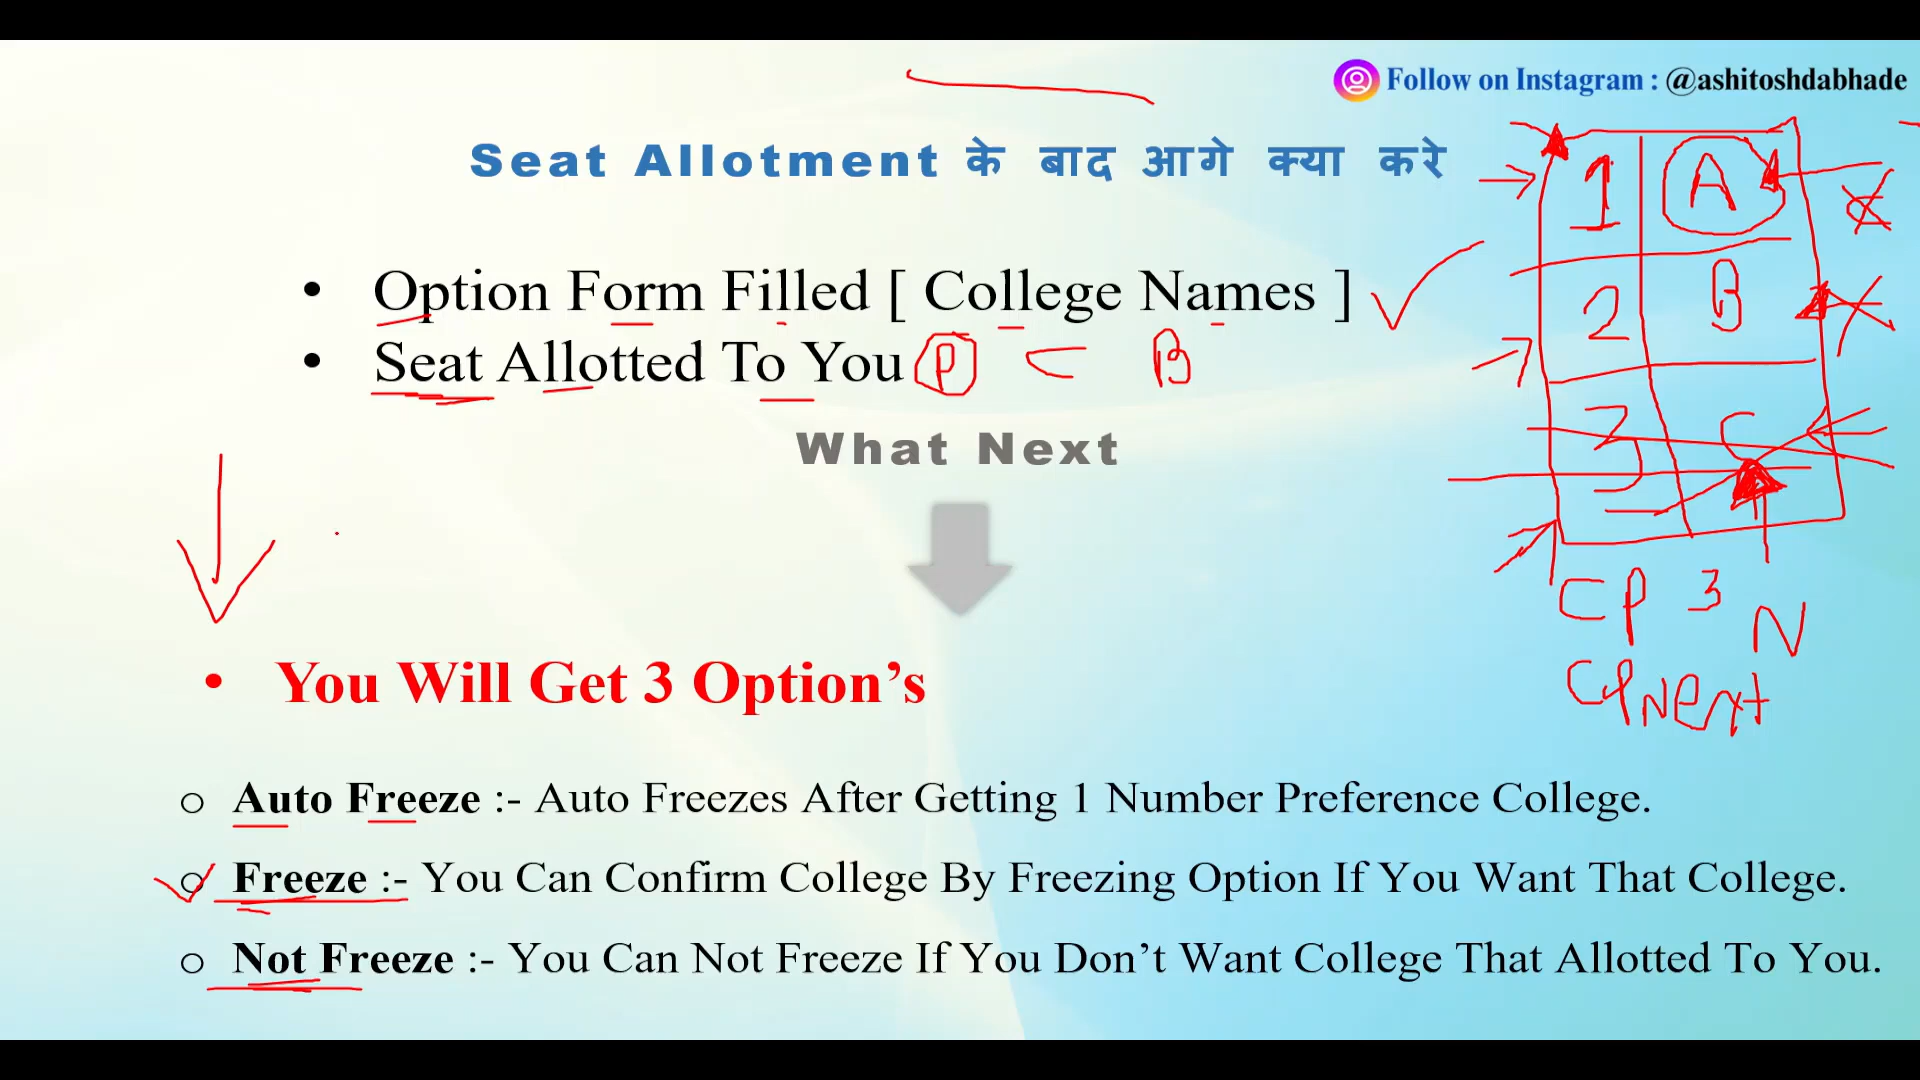 Follow on Instagram : @ashitoshdabhade
Seat Allotment के बाद आगे क्या करे
1 A
• Option Form Filled [ College Names ]
2 B
• Seat Allotted To You P C B
What Next
3 C
CP 3
N
• You Will Get 3 Option’s
CP Next
o Auto Freeze :- Auto Freezes After Getting 1 Number Preference College.
o Freeze :- You Can Confirm College By Freezing Option If You Want That College.
o Not Freeze :- You Can Not Freeze If You Don’t Want College That Allotted To You.